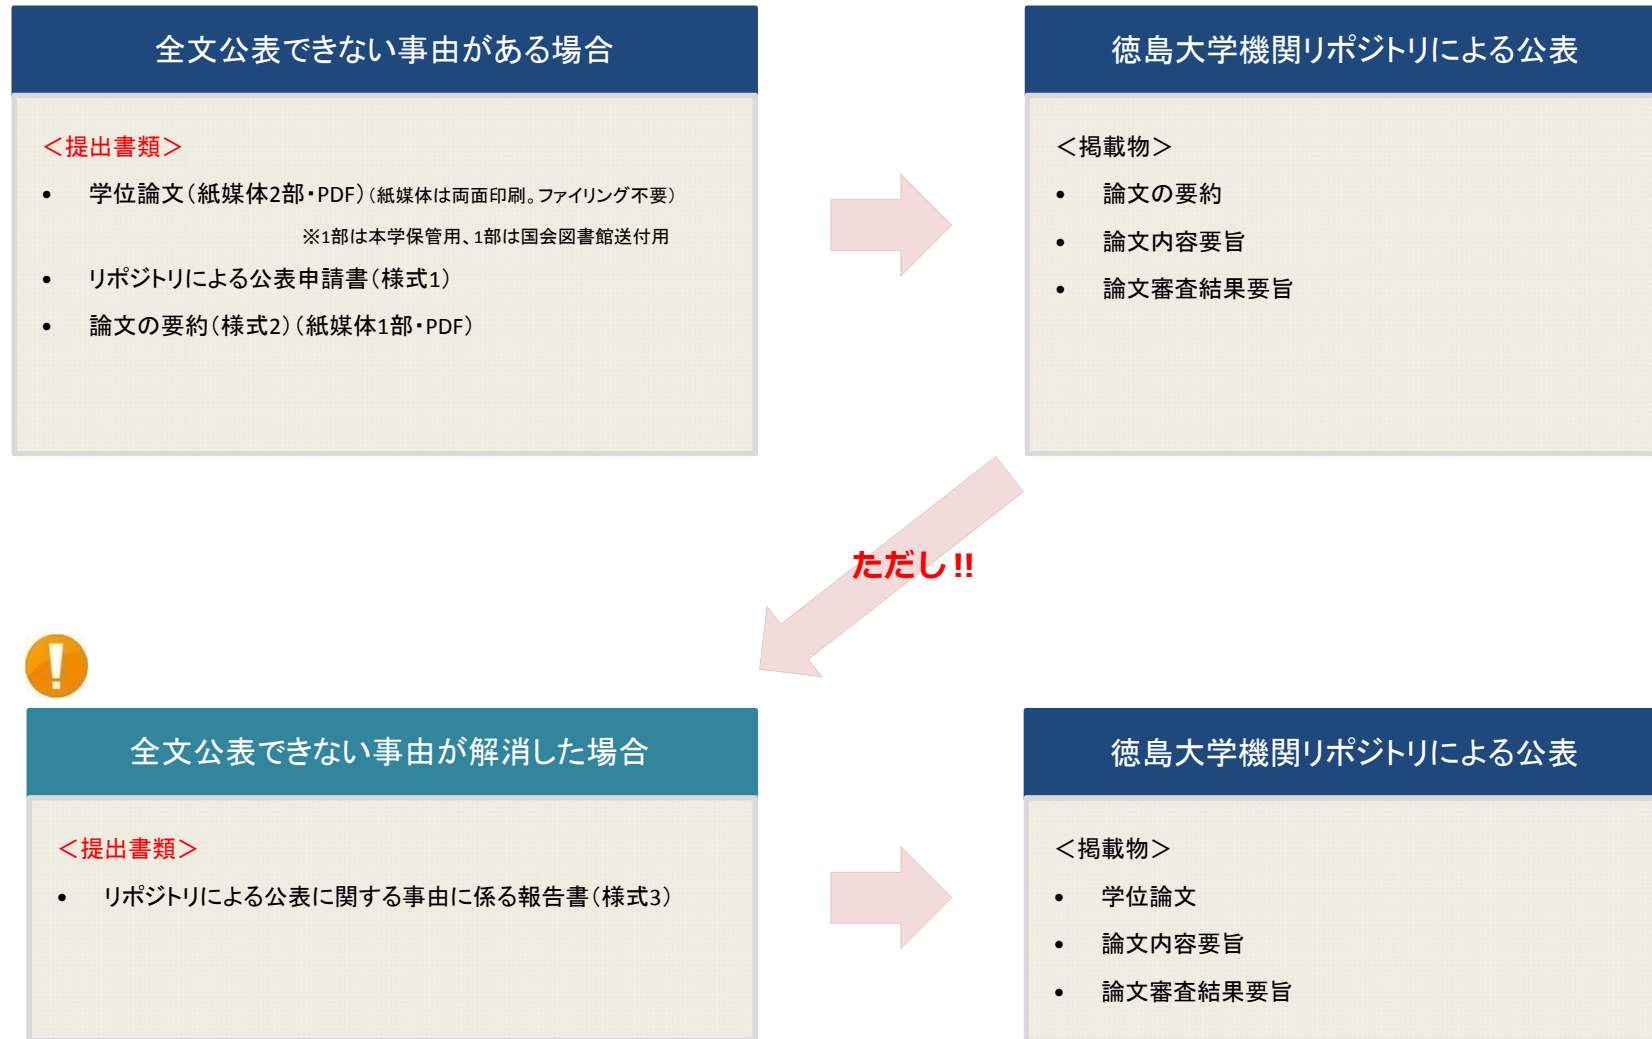 全文公表できない事由がある場合
＜提出書類＞
• 学位論文（紙媒体2部・PDF）（紙媒体は両面印刷。ファイリング不要）
※1部は本学保管用、1部は国会図書館送付用
• リポジトリによる公表申請書（様式1）
• 論文の要約（様式2）（紙媒体1部・PDF）
徳島大学機関リポジトリによる公表
＜掲載物＞
• 論文の要約
• 論文内容要旨
• 論文審査結果要旨
ただし!!
全文公表できない事由が解消した場合
＜提出書類＞
• リポジトリによる公表に関する事由に係る報告書（様式3）
徳島大学機関リポジトリによる公表
＜掲載物＞
• 学位論文
• 論文内容要旨
• 論文審査結果要旨